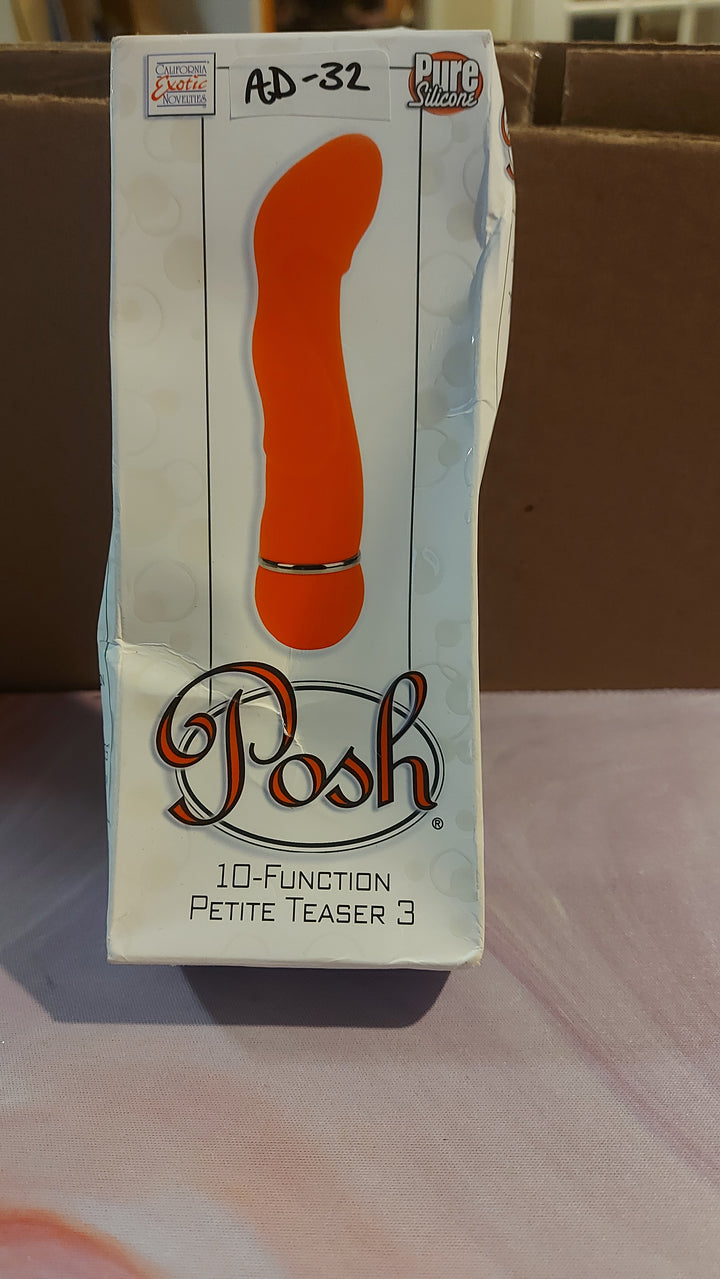 CALIFORNIA
Exotic
NOVELTIES
AD-32
Pure
Silicone
Posh®
10-FUNCTION
PETITE TEASER 3